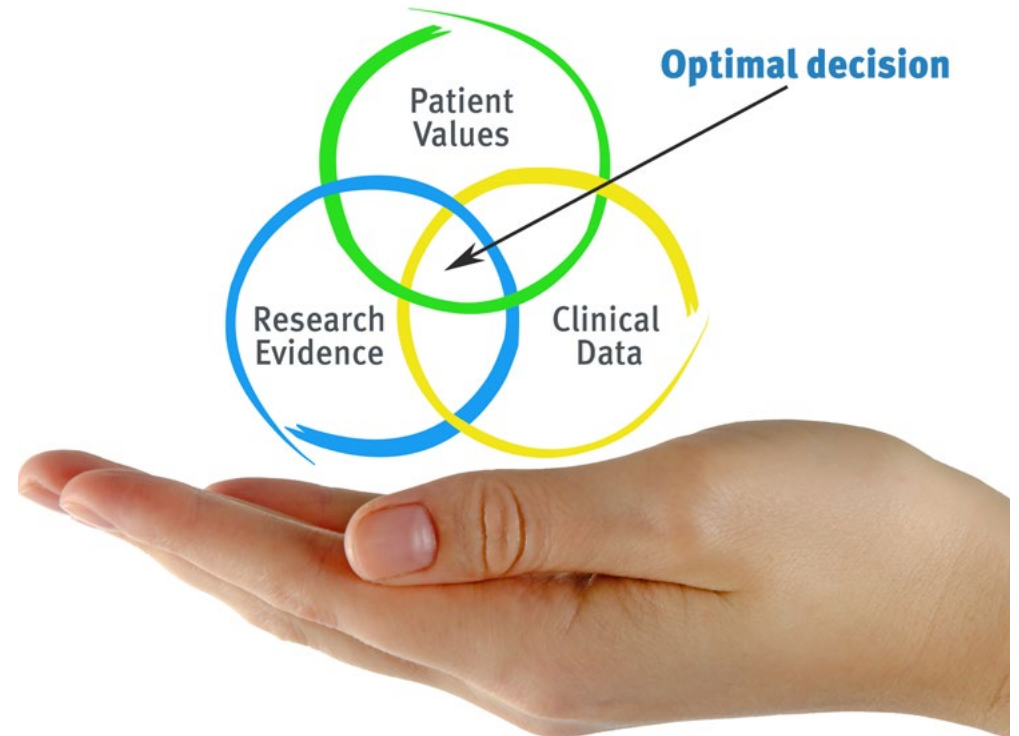 Optimal decision
Patient
Values
Research
Evidence
Clinical
Data